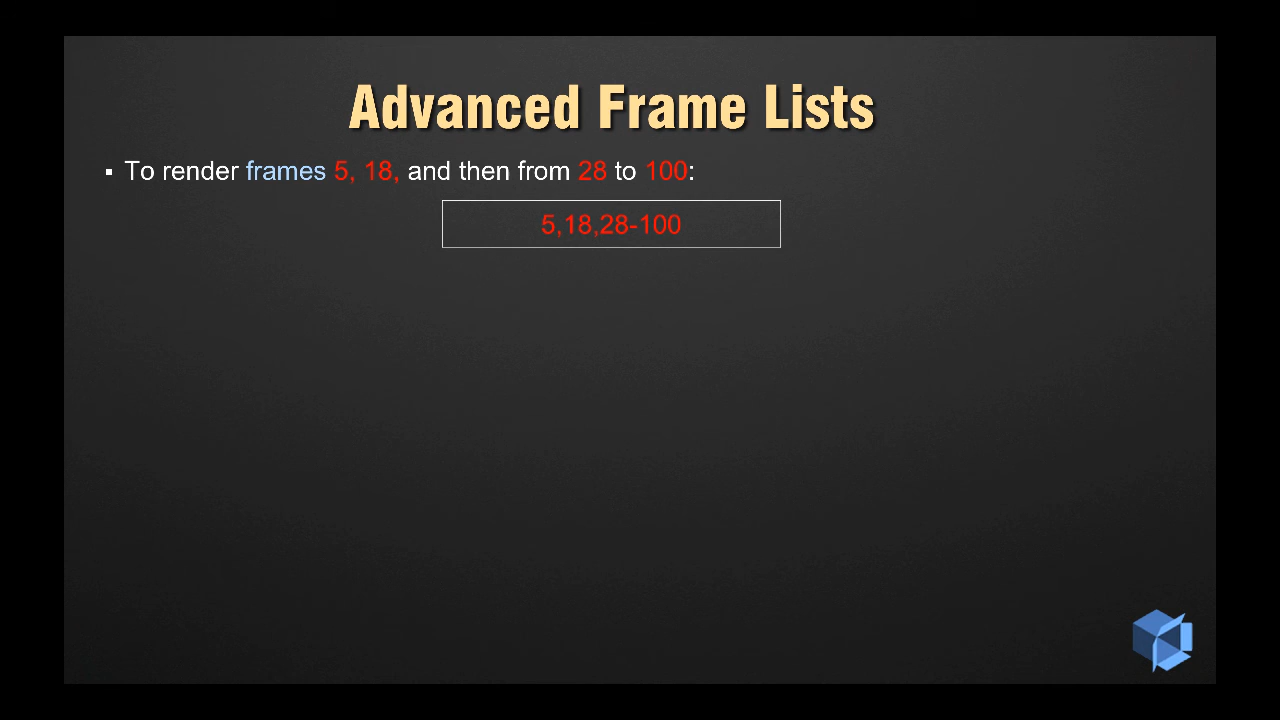 Advanced Frame Lists
▪ To render frames 5, 18, and then from 28 to 100:
5,18,28-100